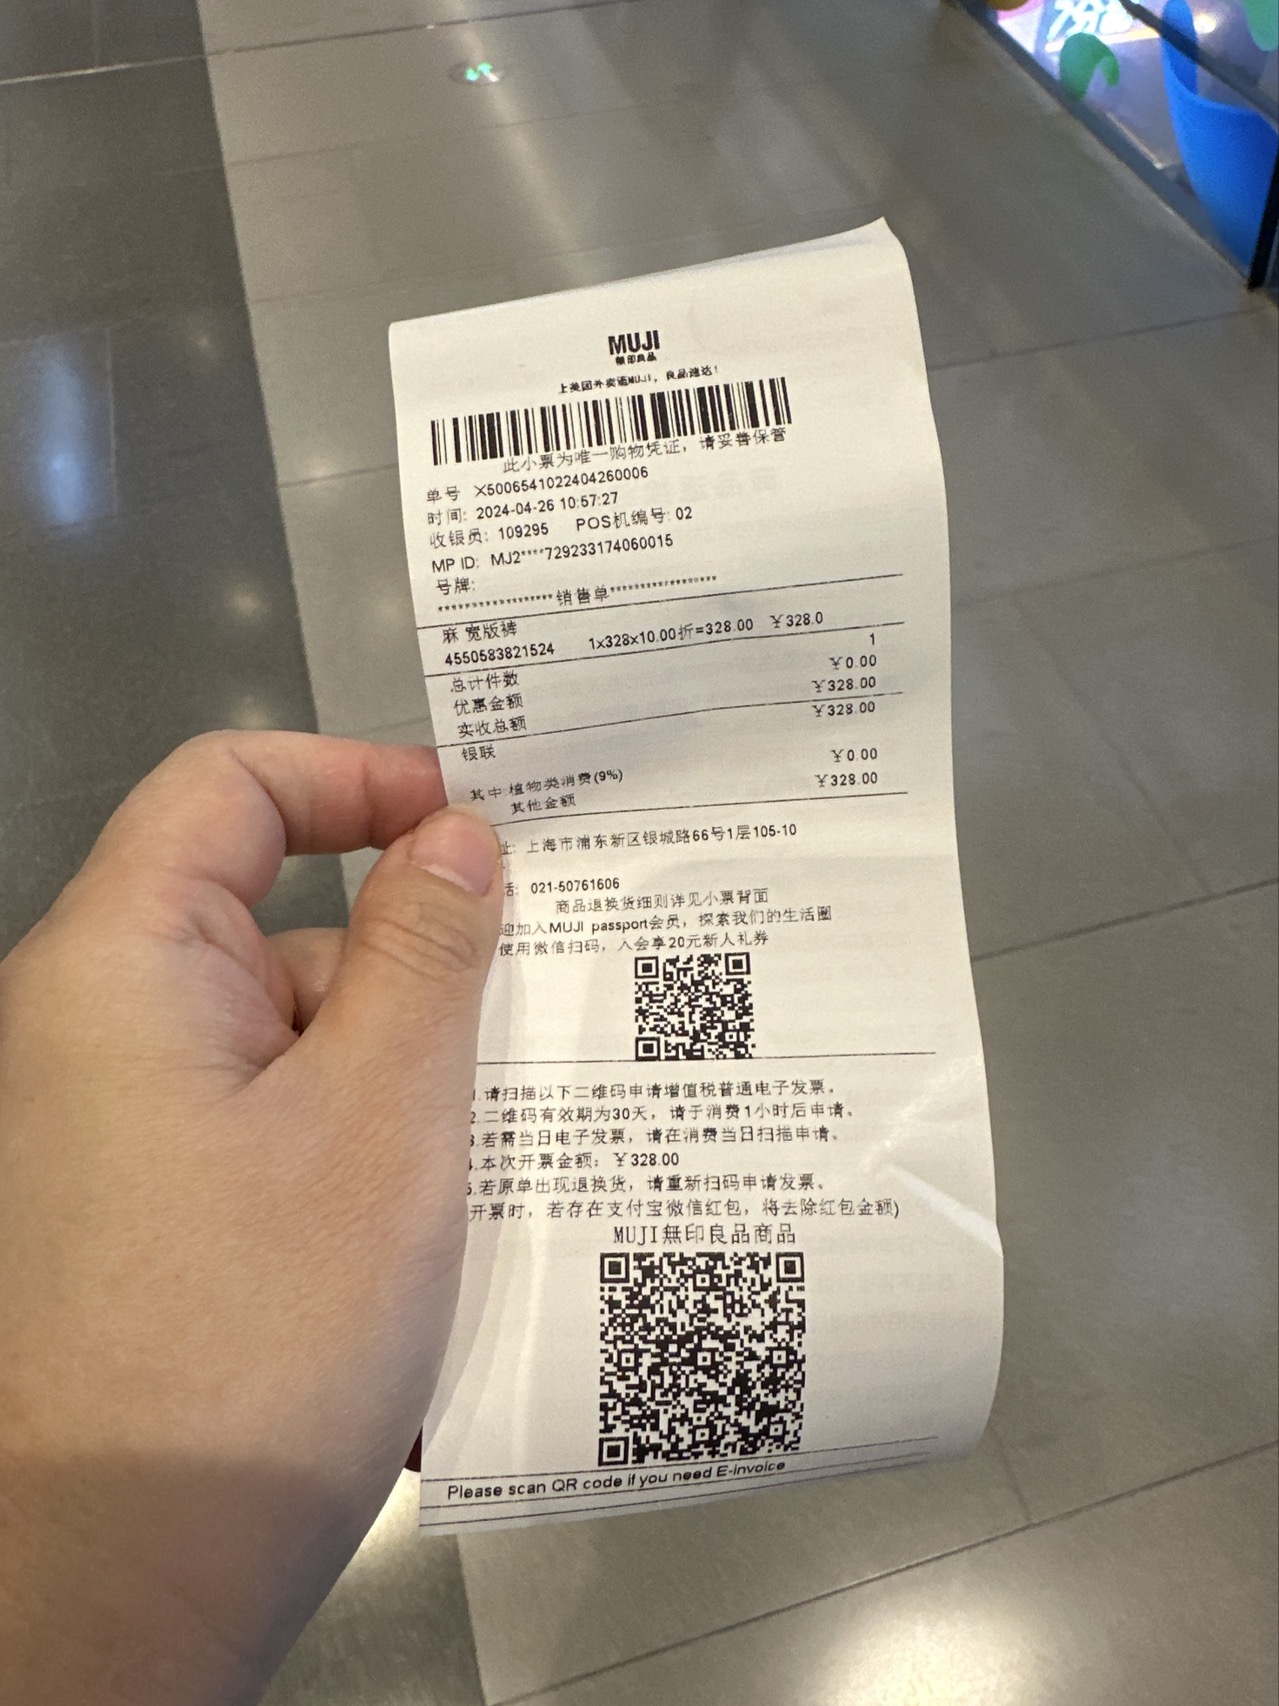 MUJI
無印良品
上美团外卖逛MUJI，良品速达！
此小票为唯一购物凭证，请妥善保管
单号 X5006541022404260006
时间: 2024-04-26 10:57:27
收银员: 109295 POS机编号: 02
MP ID: MJ2****729233174060015
号牌:
********************销售单********************
麻 宽版裤
4550583821524 1x328x10.00折=328.00 ￥328.0
总计件数 1
优惠金额 ￥0.00
实收总额 ￥328.00
银联 ￥328.00
其中:植物类消费(9%) ￥0.00
其他金额 ￥328.00
址: 上海市浦东新区银城路66号1层105-10
话: 021-50761606
商品退换货细则详见小票背面
迎加入MUJI passport会员，探索我们的生活圈
使用微信扫码，入会享20元新人礼券
1.请扫描以下二维码申请增值税普通电子发票。
2.二维码有效期为30天，请于消费1小时后申请。
3.若需当日电子发票，请在消费当日扫描申请。
4.本次开票金额: ￥328.00
5.若原单出现退换货，请重新扫码申请发票。
开票时，若存在支付宝微信红包，将去除红包金额)
MUJI無印良品商品
Please scan QR code if you need E-invoice